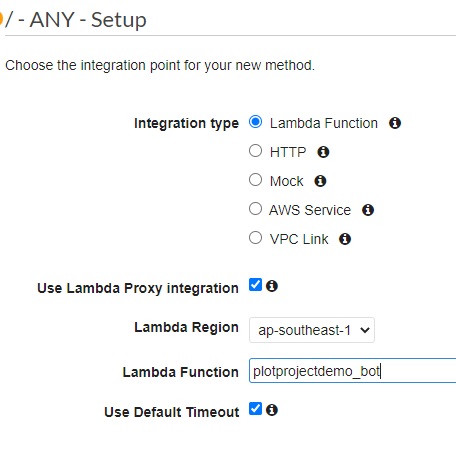 / - ANY - Setup
Choose the integration point for your new method.
Integration type Lambda Function
HTTP
Mock
AWS Service
VPC Link
Use Lambda Proxy integration
Lambda Region ap-southeast-1
Lambda Function plotprojectdemo_bot
Use Default Timeout